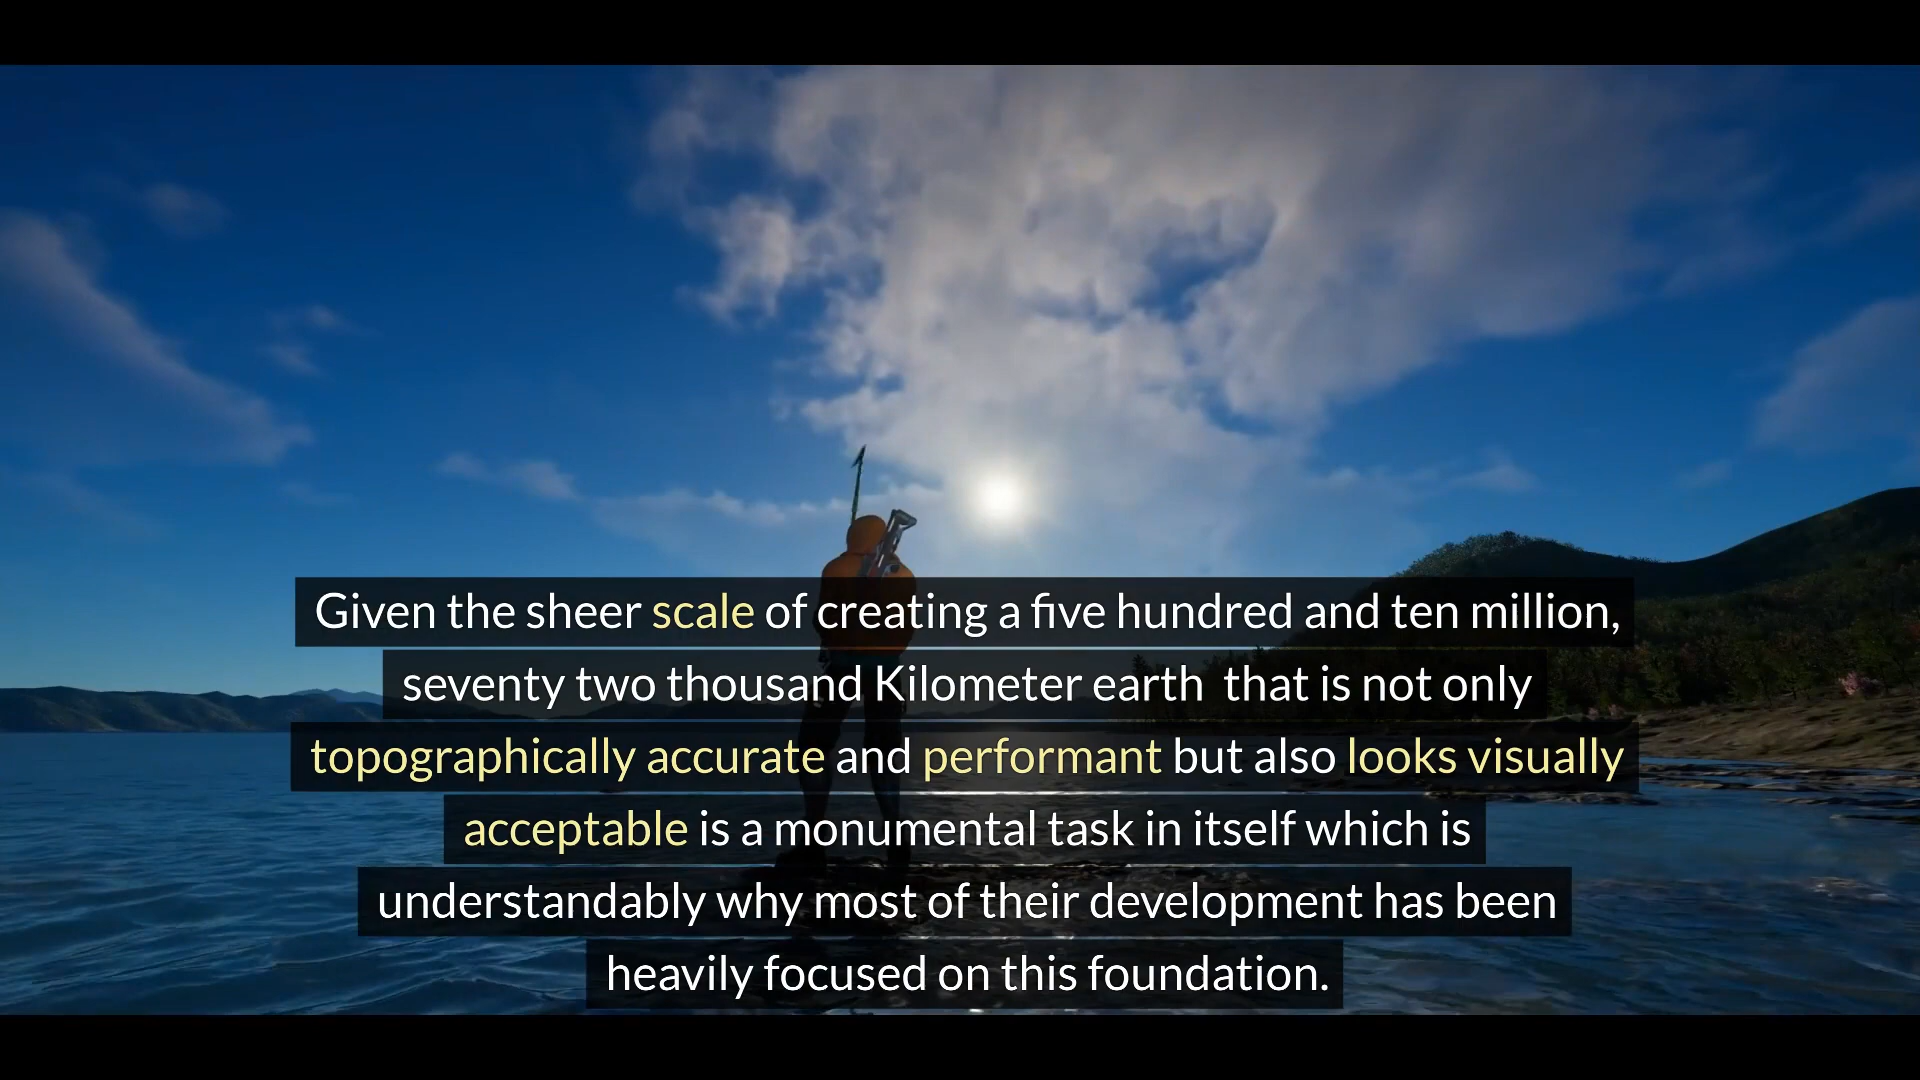 Given the sheer scale of creating a five hundred and ten million,
seventy two thousand Kilometer earth  that is not only
topographically accurate and performant but also looks visually
acceptable is a monumental task in itself which is
understandably why most of their development has been
heavily focused on this foundation.